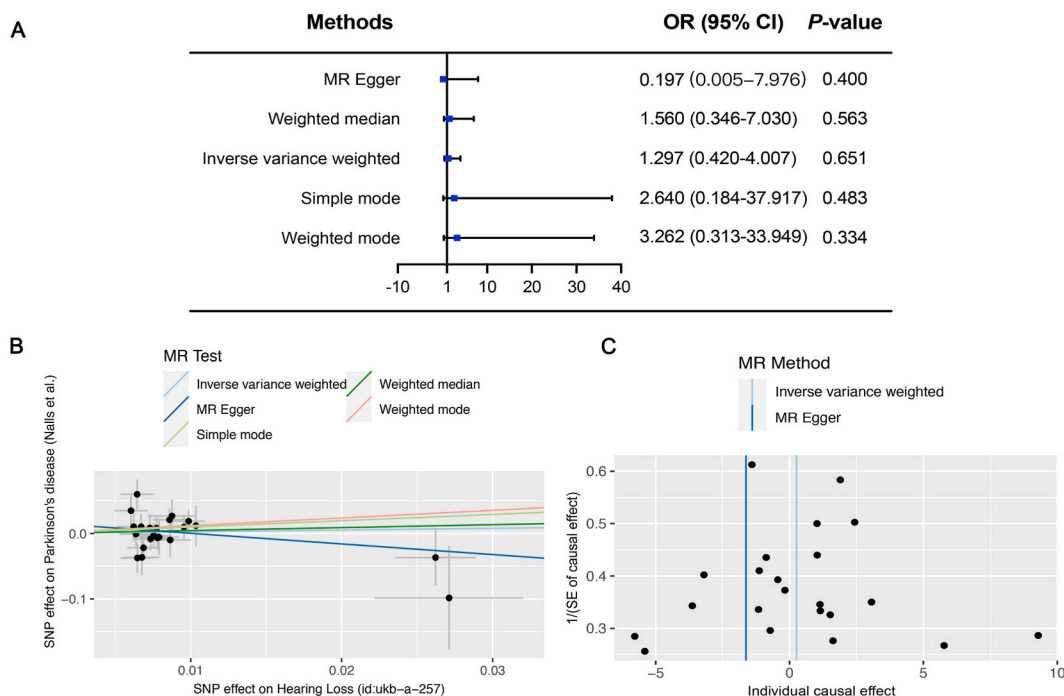 A
Methods OR (95% CI) P-value
MR Egger 0.197 (0.005–7.976) 0.400
Weighted median 1.560 (0.346-7.030) 0.563
Inverse variance weighted 1.297 (0.420-4.007) 0.651
Simple mode 2.640 (0.184-37.917) 0.483
Weighted mode 3.262 (0.313-33.949) 0.334
-10 1 10 20 30 40
B
MR Test
Inverse variance weighted Weighted median
MR Egger Weighted mode
Simple mode
SNP effect on Parkinson's disease (Nalls et al.)
0.0
−0.1
0.01 0.02 0.03
SNP effect on Hearing Loss (id:ukb−a−257)
C
MR Method
Inverse variance weighted
MR Egger
1/(SE of causal effect)
0.6
0.5
0.4
0.3
−5 0 5 10
Individual causal effect